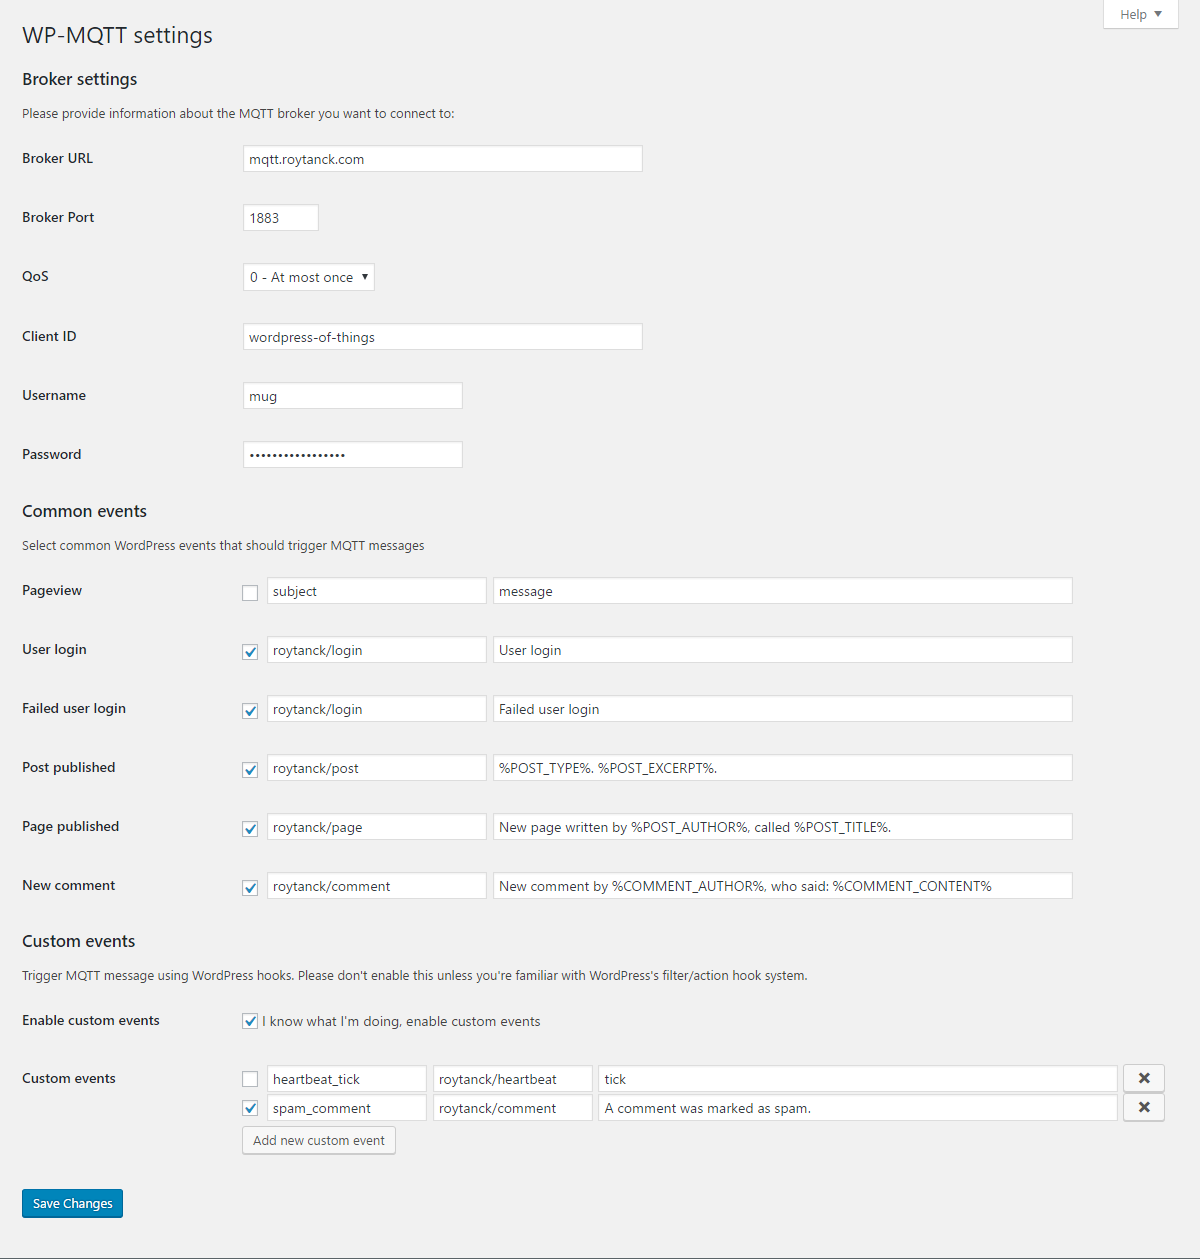 Help
WP-MQTT settings
Broker settings
Please provide information about the MQTT broker you want to connect to:
Broker URL mqtt.roytanck.com
Broker Port 1883
QoS 0 - At most once
Client ID wordpress-of-things
Username mug
Password •••••••••••••••••
Common events
Select common WordPress events that should trigger MQTT messages
Pageview subject message
User login roytanck/login User login
Failed user login roytanck/login Failed user login
Post published roytanck/post %POST_TYPE%. %POST_EXCERPT%.
Page published roytanck/page New page written by %POST_AUTHOR%, called %POST_TITLE%.
New comment roytanck/comment New comment by %COMMENT_AUTHOR%, who said: %COMMENT_CONTENT%
Custom events
Trigger MQTT message using WordPress hooks. Please don't enable this unless you're familiar with WordPress's filter/action hook system.
Enable custom events I know what I'm doing, enable custom events
Custom events heartbeat_tick roytanck/heartbeat tick
spam_comment roytanck/comment A comment was marked as spam.
Add new custom event
Save Changes